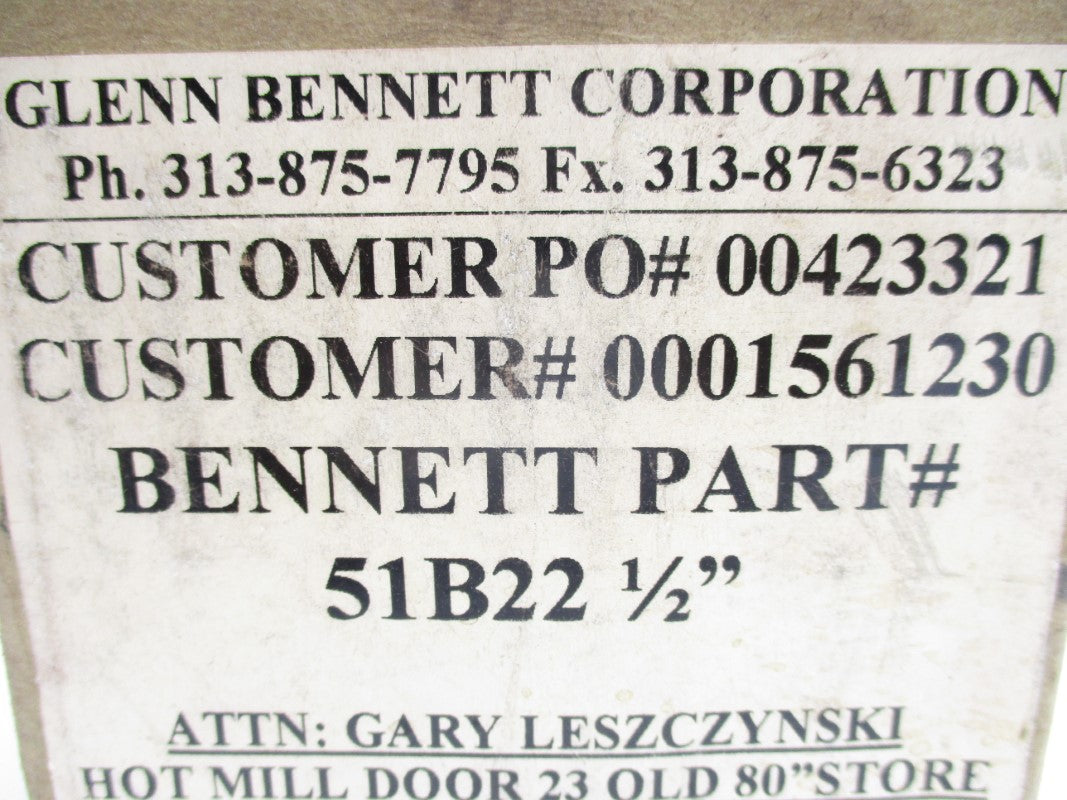 GLENN BENNETT CORPORATION
Ph. 313-875-7795 Fx. 313-875-6323
CUSTOMER PO# 00423321
CUSTOMER# 0001561230
BENNETT PART#
51B22 ½”
ATTN: GARY LESZCZYNSKI
HOT MILL DOOR 23 OLD 80”STORE